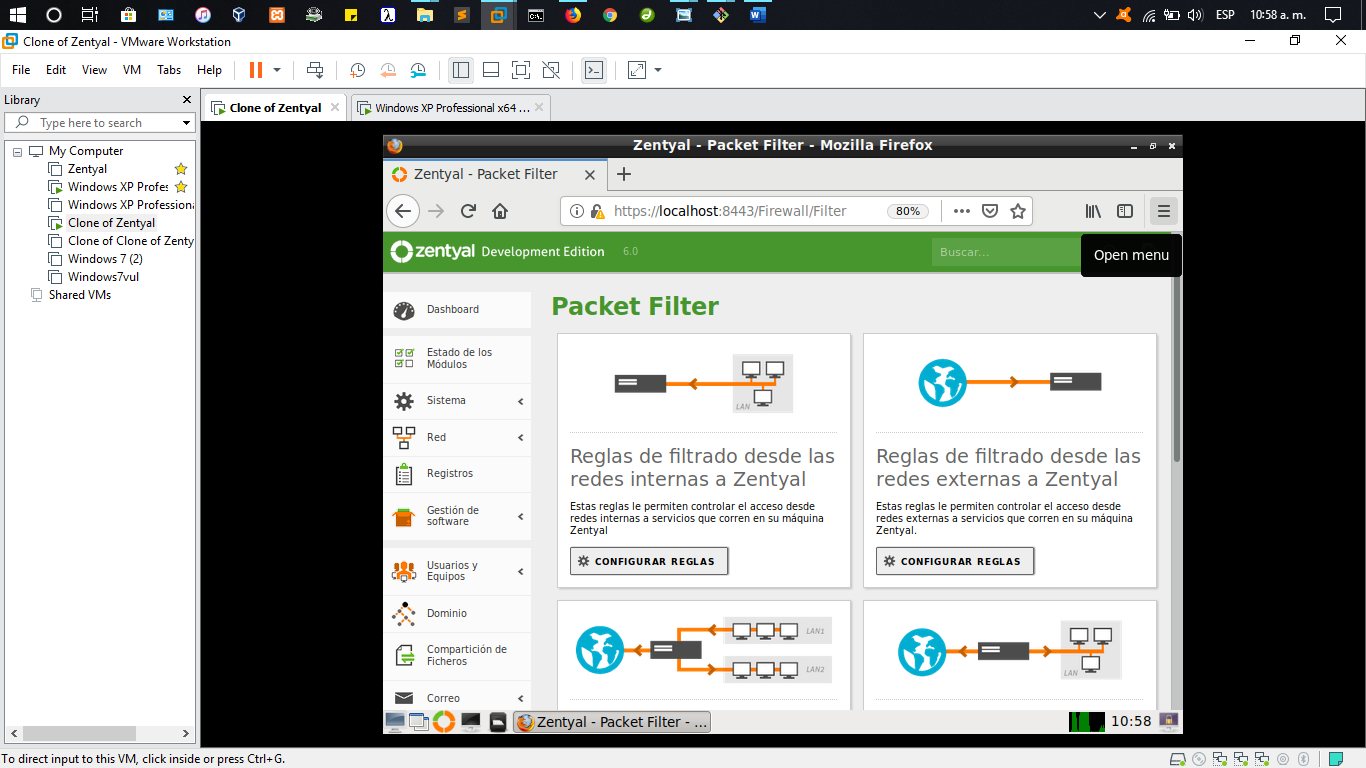 ESP
10:58 a. m.
Clone of Zentyal - VMware Workstation
File Edit View VM Tabs Help
Library
Type here to search
My Computer
Zentyal
Windows XP Profes
Windows XP Professiona
Clone of Zentyal
Clone of Clone of Zenty
Windows 7 (2)
Windows7vul
Shared VMs
Clone of Zentyal
Windows XP Professional x64 ...
Zentyal - Packet Filter - Mozilla Firefox
Zentyal - Packet Filter
https://localhost:8443/Firewall/Filter
80%
zentyal Development Edition 6.0
Buscar...
Open menu
Dashboard
Estado de los
Módulos
Sistema
Red
Registros
Gestión de
software
Usuarios y
Equipos
Dominio
Compartición de
Ficheros
Correo
Packet Filter
LAN
Reglas de filtrado desde las
redes internas a Zentyal
Estas reglas le permiten controlar el acceso desde
redes internas a servicios que corren en su máquina
Zentyal
CONFIGURAR REGLAS
Reglas de filtrado desde las
redes externas a Zentyal
Estas reglas le permiten controlar el acceso desde
redes externas a servicios que corren en su máquina
Zentyal.
CONFIGURAR REGLAS
LAN1
LAN2
LAN
Zentyal - Packet Filter - ...
10:58
To direct input to this VM, click inside or press Ctrl+G.